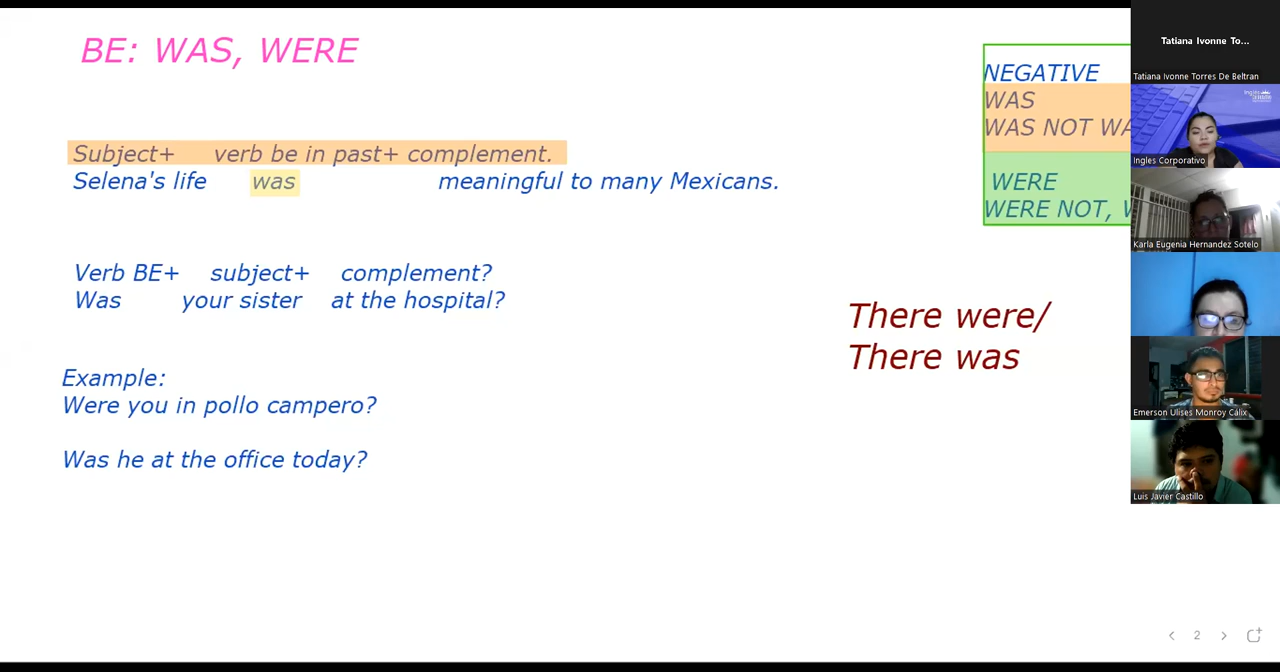 BE: WAS, WERE
Subject+ verb be in past+ complement.
Selena's life was meaningful to many Mexicans.
Verb BE+ subject+ complement?
Was your sister at the hospital?
Example:
Were you in pollo campero?
Was he at the office today?
NEGATIVE
WAS
WAS NOT WA
WERE
WERE NOT,
There were/
There was
Tatiana Ivonne To...
Tatiana Ivonne Torres De Beltran
Ingles Corporativo
Karla Eugenia Hernandez Sotelo
Emerson Ulises Monroy Cálix
Luis Javier Castillo
2